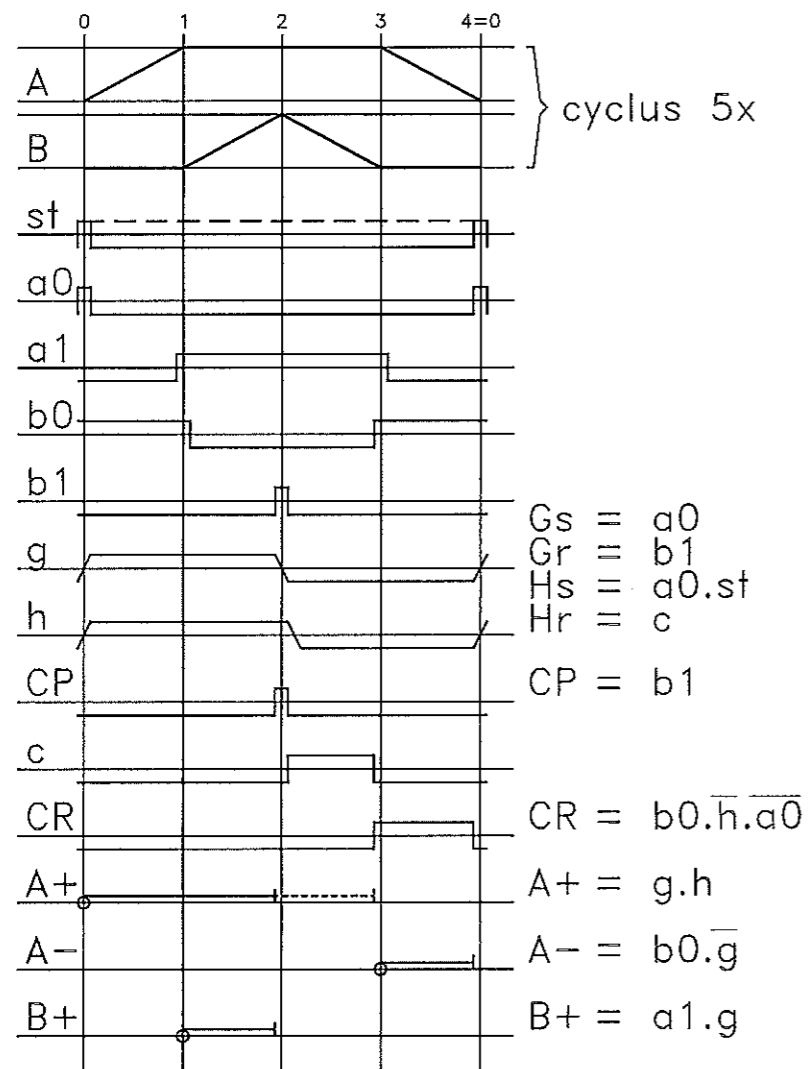 0 1 2 3 4=0
A
cyclus 5x
B
st
a0
a1
b0
b1
g
Gs = a0
Gr = b1
Hs = a0.st
h
Hr = c
CP
CP = b1
c
CR
CR = b0.h̅.a̅0̅
A+
A+ = g.h
A-
A- = b0.g̅
B+
B+ = a1.g